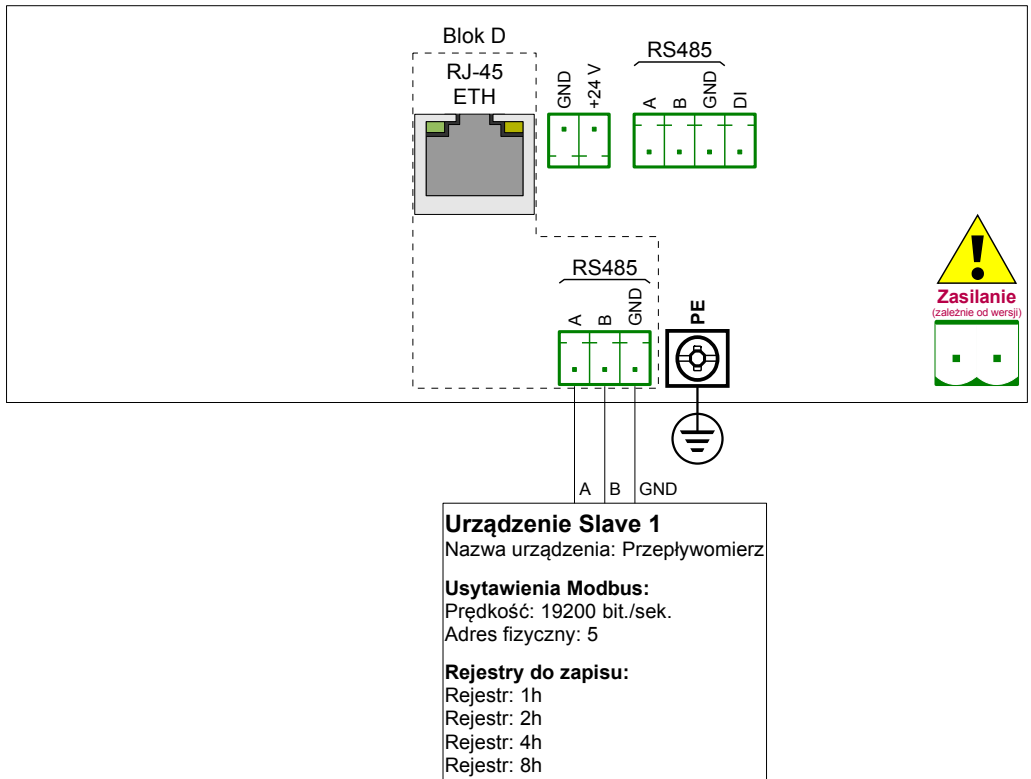 Blok D
RJ-45
ETH
GND
+24 V
RS485
A
B
GND
DI
RS485
A
B
GND
PE
Zasilanie
(zależnie od wersji)
A B GND
Urządzenie Slave 1
Nazwa urządzenia: Przepływomierz
Usytawienia Modbus:
Prędkość: 19200 bit./sek.
Adres fizyczny: 5
Rejestry do zapisu:
Rejestr: 1h
Rejestr: 2h
Rejestr: 4h
Rejestr: 8h